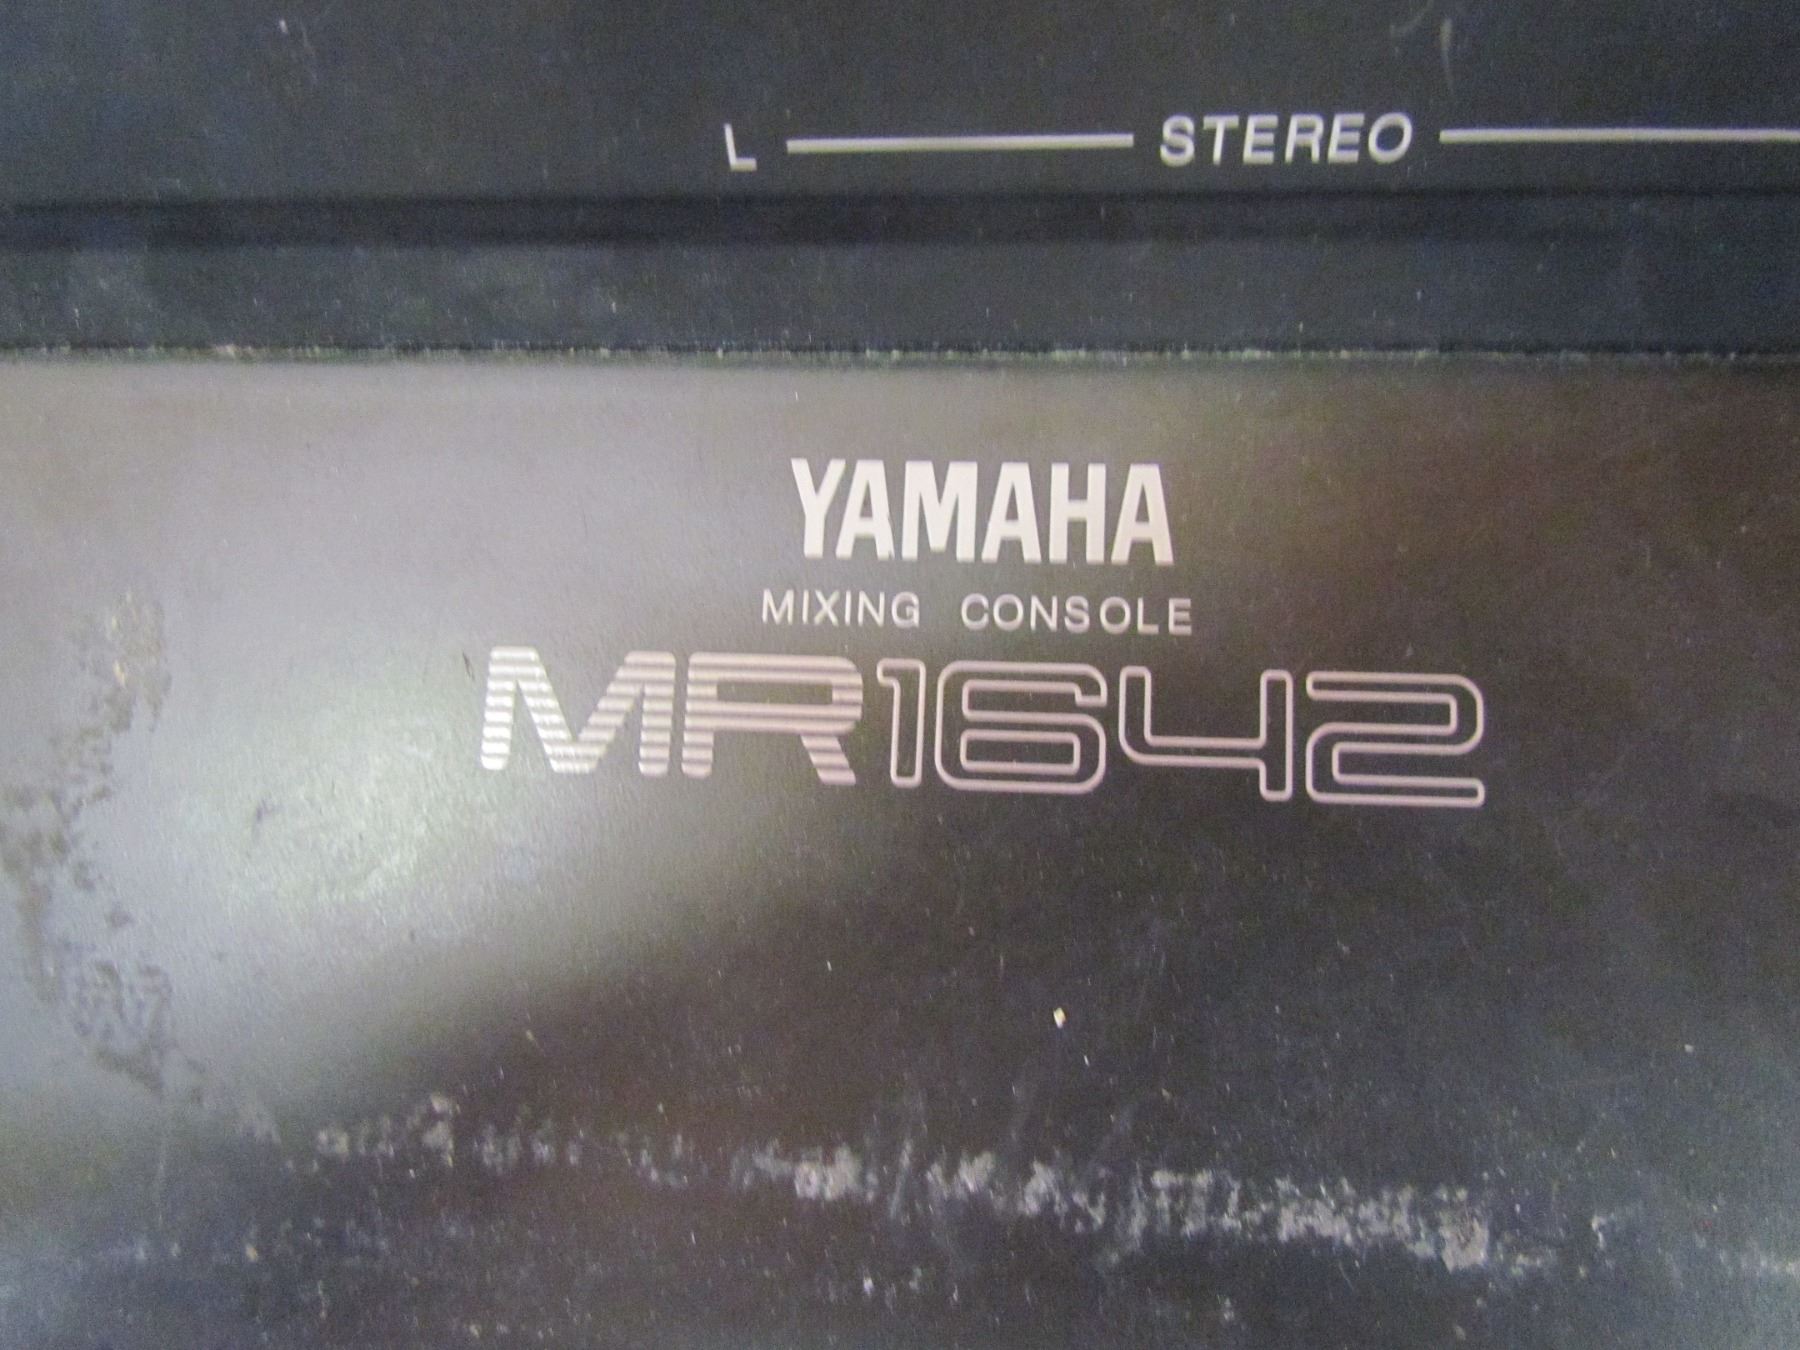 L STEREO
YAMAHA
MIXING CONSOLE
MR1642